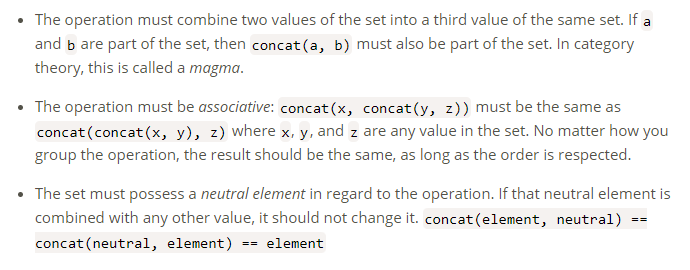 • The operation must combine two values of the set into a third value of the same set. If a
and b are part of the set, then concat(a, b) must also be part of the set. In category
theory, this is called a magma.
• The operation must be associative: concat(x, concat(y, z)) must be the same as
concat(concat(x, y), z) where x, y, and z are any value in the set. No matter how you
group the operation, the result should be the same, as long as the order is respected.
• The set must possess a neutral element in regard to the operation. If that neutral element is
combined with any other value, it should not change it. concat(element, neutral) ==
concat(neutral, element) == element